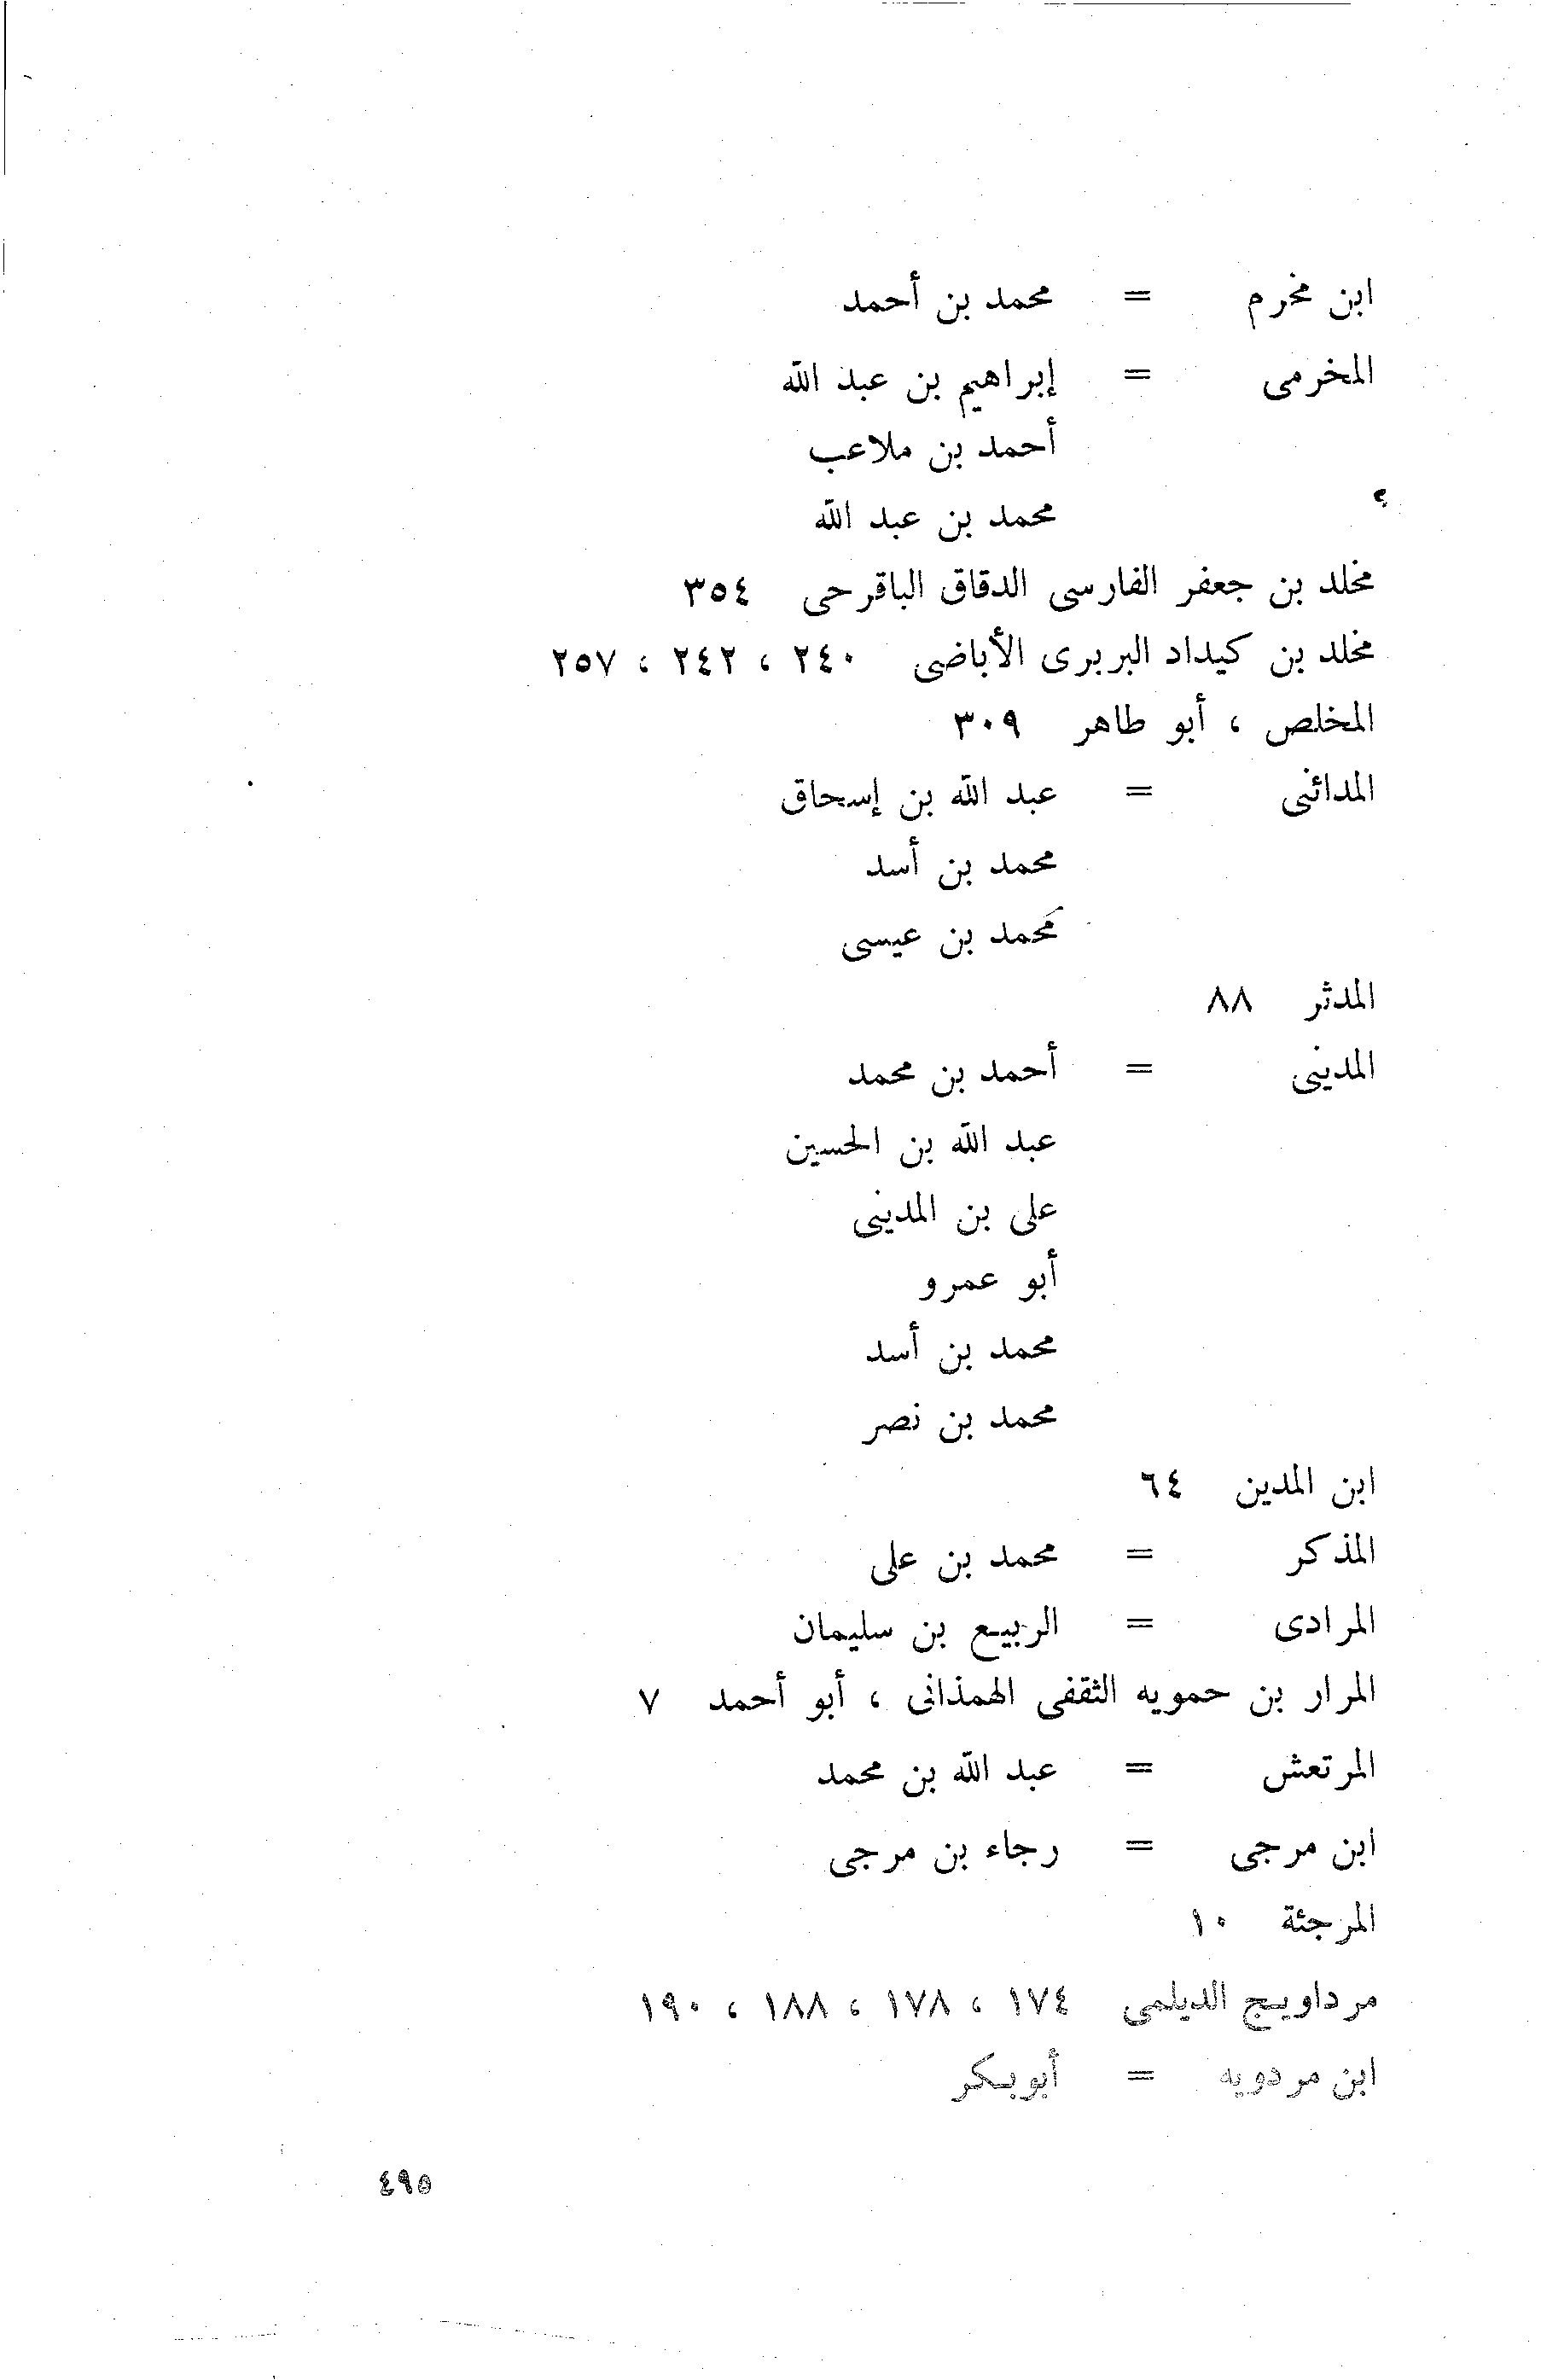 ابن مخرم = محمد بن أحمد
المخرمى = إبراهيم بن عبد الله
أحمد بن ملاعب
محمد بن عبد الله
مخلد بن جعفر الفارسى الدقاق الباقرحى ٣٥٤
مخلد بن كيداد البربرى الأباضى ٢٤٠ ، ٢٤٢ ، ٢٥٧
المخلص ، أبو طاهر ٣٠٩
المدائنى = عبد الله بن إسحاق
محمد بن أسد
محمد بن عيسى
المدثر ٨٨
المدينى = أحمد بن محمد
عبد الله بن الحسين
على بن المدينى
أبو عمرو
محمد بن أسد
محمد بن نصر
ابن المدين ٦٤
المذكر = محمد بن على
المرادى = الربيع بن سليمان
المرار بن حمويه الثقفى الهمذانى ، أبو أحمد ٧
المرتعش = عبد الله بن محمد
ابن مرجى = رجاء بن مرجى
المرجئة ١٠
مرداويج الديلمى ١٧٤ ، ١٧٨ ، ١٨٨ ، ١٩٠
ابن مردويه = أبو بكر
٤٩٥